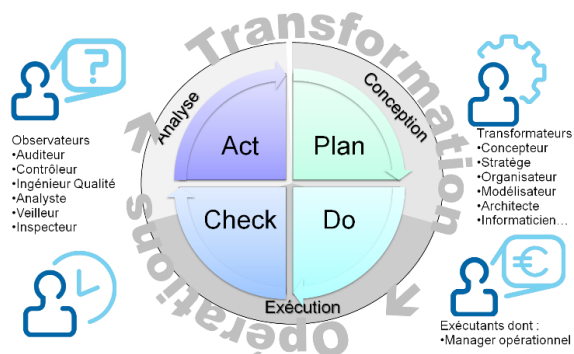 Transformation
Analyse
Conception
Act
Plan
Check
Do
Exécution
Opérations
?
Observateurs
•Auditeur
•Contrôleur
•Ingénieur Qualité
•Analyste
•Veilleur
•Inspecteur
Transformateurs
•Concepteur
•Stratège
•Organisateur
•Modélisateur
•Architecte
•Informaticien…
€
Exécutants dont :
•Manager opérationnel